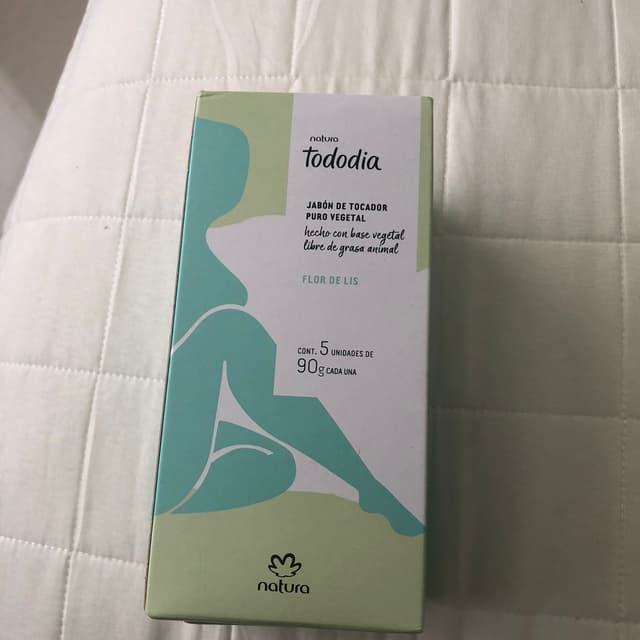 natura
tododia
JABÓN DE TOCADOR
PURO VEGETAL
hecho con base vegetal
libre de grasa animal
FLOR DE LIS
CONT. 5 UNIDADES DE
90g CADA UNA
natura